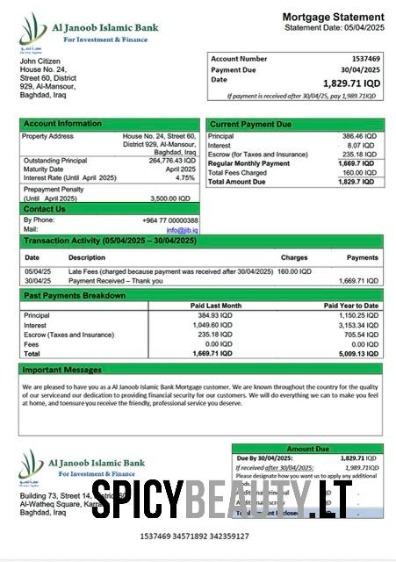 Al Janoob Islamic Bank
For Investment & Finance
Mortgage Statement
Statement Date: 05/04/2025
John Citizen
House No. 24,
Street 60, District
929, Al-Mansour,
Baghdad, Iraq
Account Number 1537469
Payment Due 30/04/2025
Date 1,829.71 IQD
If payment is received after 30/04/25, pay 1,989.71IQD
Account Information
Property Address House No. 24, Street 60,
District 929, Al-Mansour,
Baghdad, Iraq
Outstanding Principal 264,776.43 IQD
Maturity Date April 2025
Interest Rate (Until April 2025) 4.75%
Prepayment Penalty
(Until April 2025) 3,500.00 IQD
Contact Us
By Phone: +964 77 00000388
Mail: info@jib.iq
Current Payment Due
Principal 386.46 IQD
Interest 8,07 IQD
Escrow (for Taxes and Insurance) 235.18 IQD
Regular Monthly Payment 1,669.7 IQD
Total Fees Charged 160.00 IQD
Total Amount Due 1,829.7 IQD
Transaction Activity (05/04/2025 – 30/04/2025)
Date Description Charges Payments
05/04/25 Late Fees (charged because payment was received after 30/04/2025) 160.00 IQD
30/04/25 Payment Received – Thank you 1,669.71 IQD
Past Payments Breakdown
Paid Last Month Paid Year to Date
Principal 384.93 IQD 1,150.25 IQD
Interest 1,049.60 IQD 3,153.34 IQD
Escrow (Taxes and Insurance) 235.18 IQD 705.54 IQD
Fees 0.00 IQD 0.00 IQD
Total 1,669.71 IQD 5,009.13 IQD
Important Messages
We are pleased to have you as a Al Janoob Islamic Bank Mortgage customer. We are known throughout the country for the quality
of our serviceand our dedication to providing financial security for our customers. We will do everything we can to make you feel
at home, and toensure you receive the friendly, professional service you deserve.
Al Janoob Islamic Bank
For Investment & Finance
Building 73, Street 14,
Al-Watheq Square,
Baghdad, Iraq
Amount Due
Due By 30/04/2025: 1,829.71 IQD
If received after 30/04/2025: 1,989.71IQD
Please designate how you want us to apply any additional
SPICYBEAUTY.LT
1537469 34571892 342359127